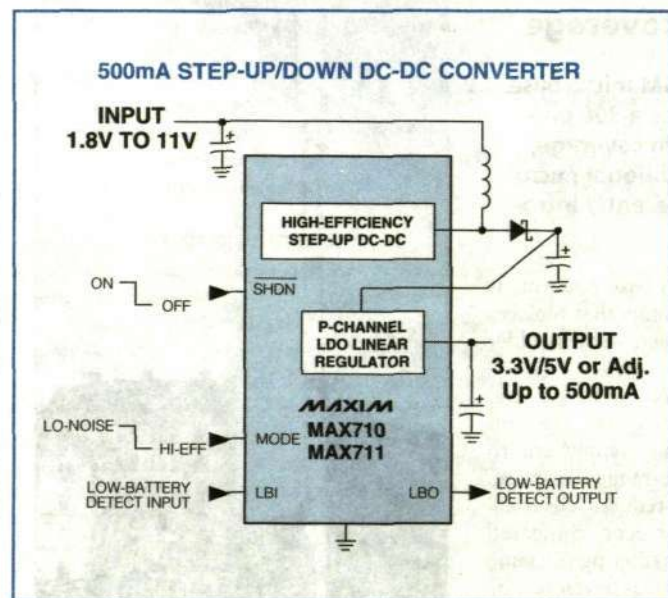 500mA STEP-UP/DOWN DC-DC CONVERTER
INPUT
1.8V TO 11V
HIGH-EFFICIENCY
STEP-UP DC-DC
ON
OFF
SHDN
P-CHANNEL
LDO LINEAR
REGULATOR
OUTPUT
3.3V/5V or Adj.
Up to 500mA
MAXIM
MAX710
MAX711
LO-NOISE
HI-EFF
MODE
LOW-BATTERY
DETECT INPUT
LBI
LBO
LOW-BATTERY
DETECT OUTPUT
+
+
+